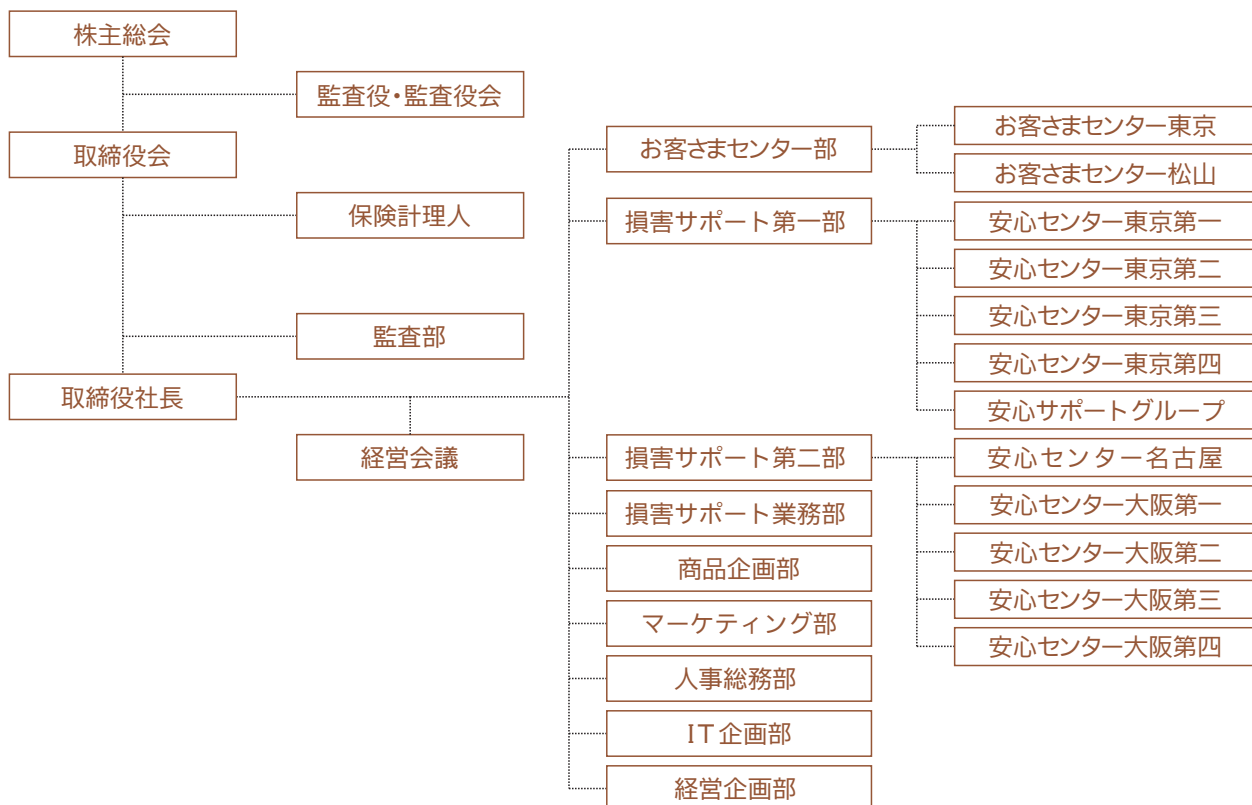 株主総会
監査役・監査役会
取締役会
保険計理人
監査部
取締役社長
経営会議
お客さまセンター部
お客さまセンター東京
お客さまセンター松山
損害サポート第一部
安心センター東京第一
安心センター東京第二
安心センター東京第三
安心センター東京第四
安心サポートグループ
損害サポート第二部
安心センター名古屋
安心センター大阪第一
安心センター大阪第二
安心センター大阪第三
安心センター大阪第四
損害サポート業務部
商品企画部
マーケティング部
人事総務部
IT企画部
経営企画部